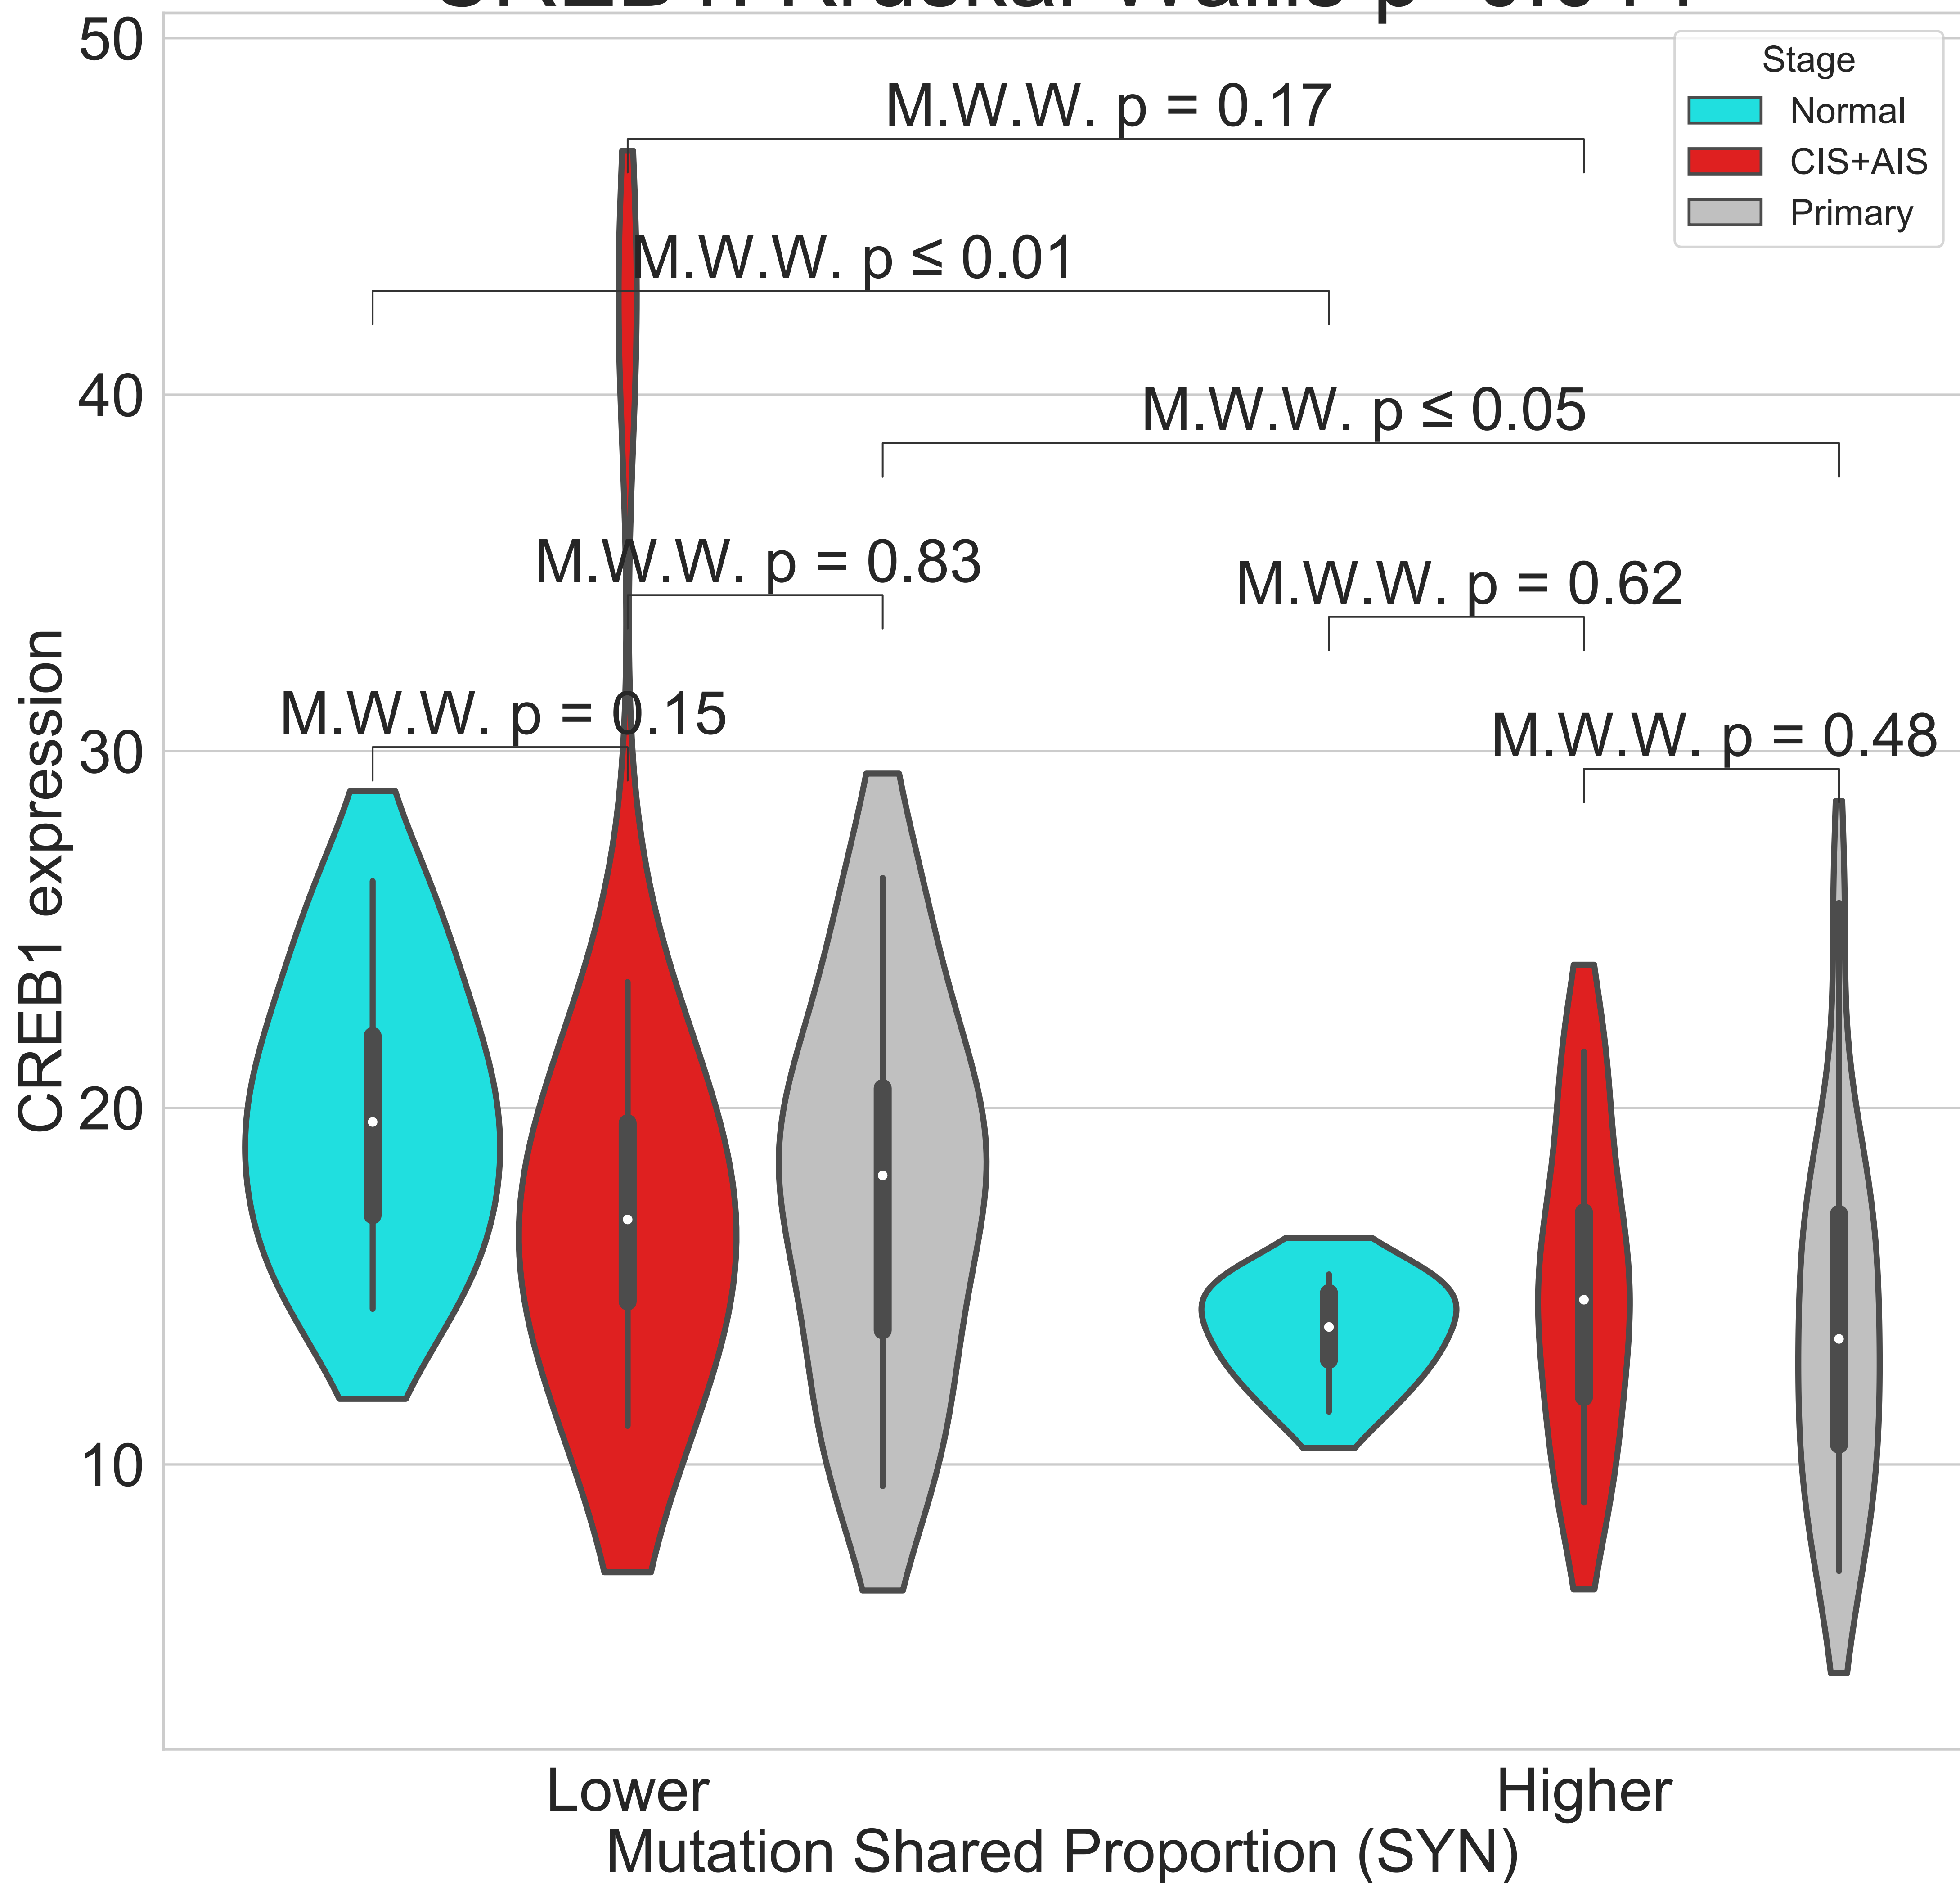 50
M.W.W. p = 0.17
Stage
Normal
CIS+AIS
Primary
M.W.W. p ≤ 0.01
40
M.W.W. p ≤ 0.05
M.W.W. p = 0.83
M.W.W. p = 0.62
M.W.W. p = 0.15
M.W.W. p = 0.48
30
CREB1 expression
20
10
Lower
Higher
Mutation Shared Proportion (SYN)